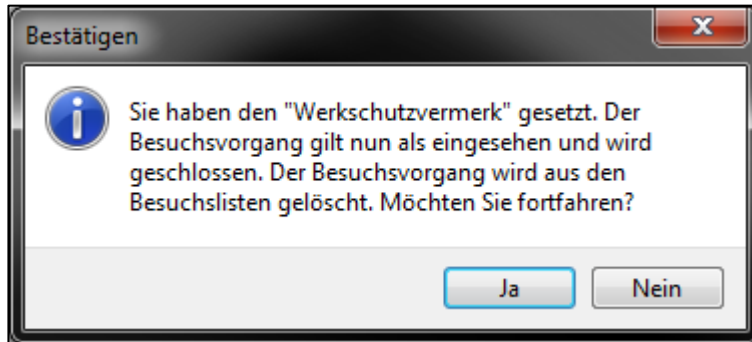 Bestätigen
Sie haben den "Werkschutzvermerk" gesetzt. Der
Besuchsvorgang gilt nun als eingesehen und wird
geschlossen. Der Besuchsvorgang wird aus den
Besuchslisten gelöscht. Möchten Sie fortfahren?
Ja
Nein